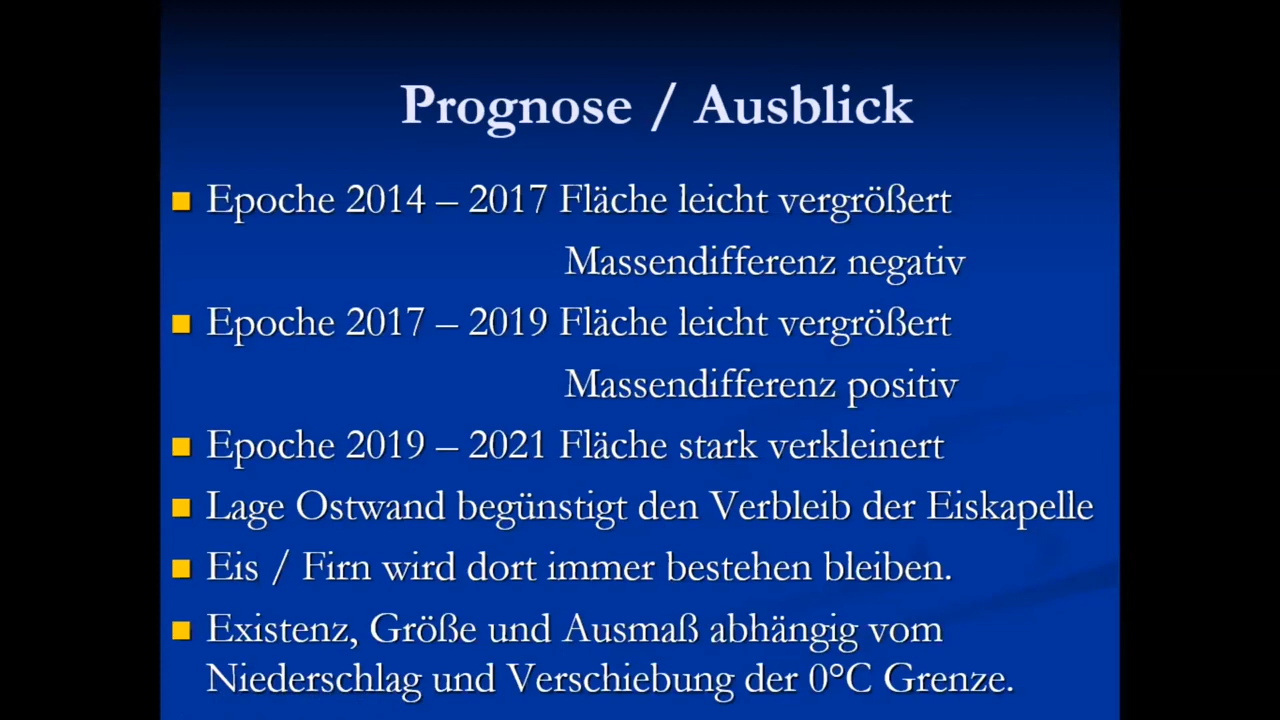 Prognose / Ausblick
Epoche 2014 – 2017 Fläche leicht vergrößert
Massendifferenz negativ
Epoche 2017 – 2019 Fläche leicht vergrößert
Massendifferenz positiv
Epoche 2019 – 2021 Fläche stark verkleinert
Lage Ostwand begünstigt den Verbleib der Eiskapelle
Eis / Firn wird dort immer bestehen bleiben.
Existenz, Größe und Ausmaß abhängig vom
Niederschlag und Verschiebung der 0°C Grenze.